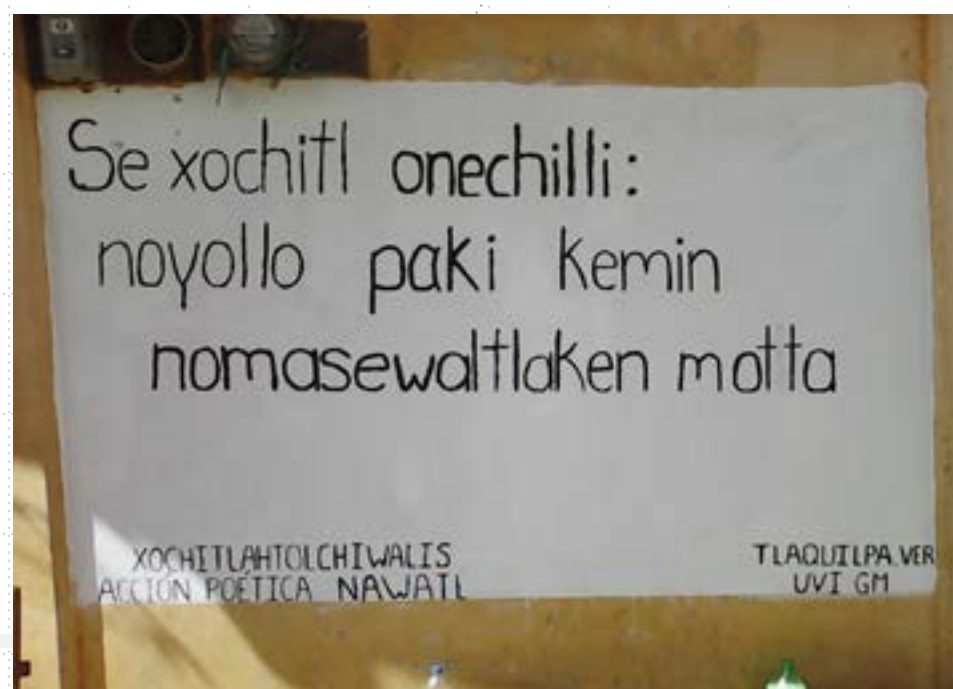 Se xochitl onechilli:
noyollo paki kemin
nomasewaltlaken motta
XOCHITLAHTOLCHIWALIS
ACCIÓN POÉTICA NAWATL
TLAQUILPA.VER
UVI GM